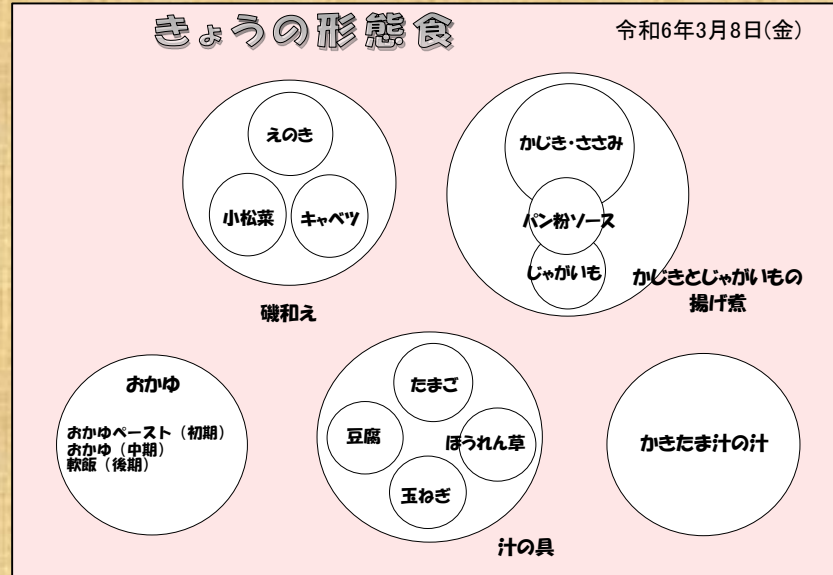 きょうの形態食
令和6年3月8日(金)
えのき
小松菜
キャベツ
磯和え
かじき・ささみ
パン粉ソース
じゃがいも
かじきとじゃがいもの
揚げ煮
おかゆ
おかゆペースト（初期）
おかゆ（中期）
軟飯（後期）
たまご
豆腐
ほうれん草
玉ねぎ
汁の具
かきたま汁の汁